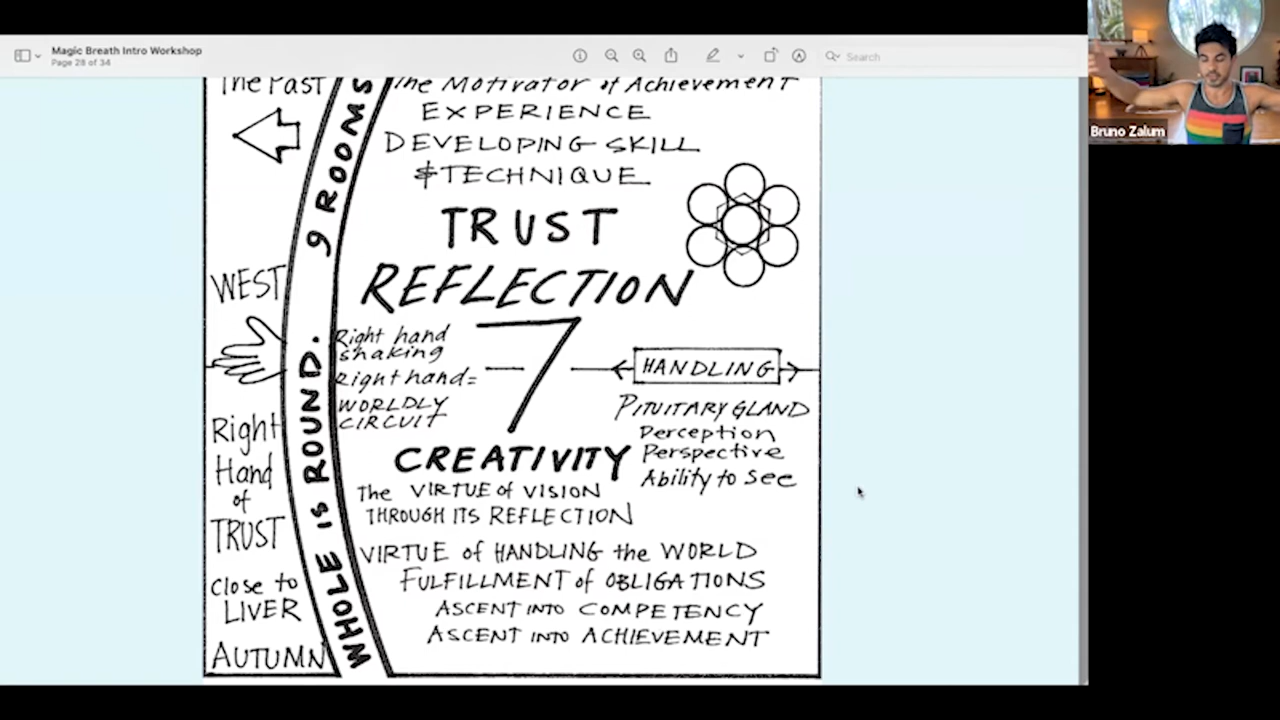 Magic Breath Intro Workshop
Page 28 of 34
Search
Bruno Zalum
The Past
WEST
Right
Hand
of
TRUST
Close to
LIVER
AUTUMN
WHOLE IS ROUND. 9 ROOMS
The Motivator of Achievement
EXPERIENCE
DEVELOPING SKILL
& TECHNIQUE
TRUST
REFLECTION
Right hand
shaking
Right hand =
WORLDLY
CIRCUIT
7
HANDLING
PITUITARY GLAND
Perception
Perspective
Ability to See
CREATIVITY
The VIRTUE of VISION
THROUGH ITS REFLECTION
VIRTUE of HANDLING the WORLD
FULFILLMENT of OBLIGATIONS
ASCENT INTO COMPETENCY
ASCENT INTO ACHIEVEMENT